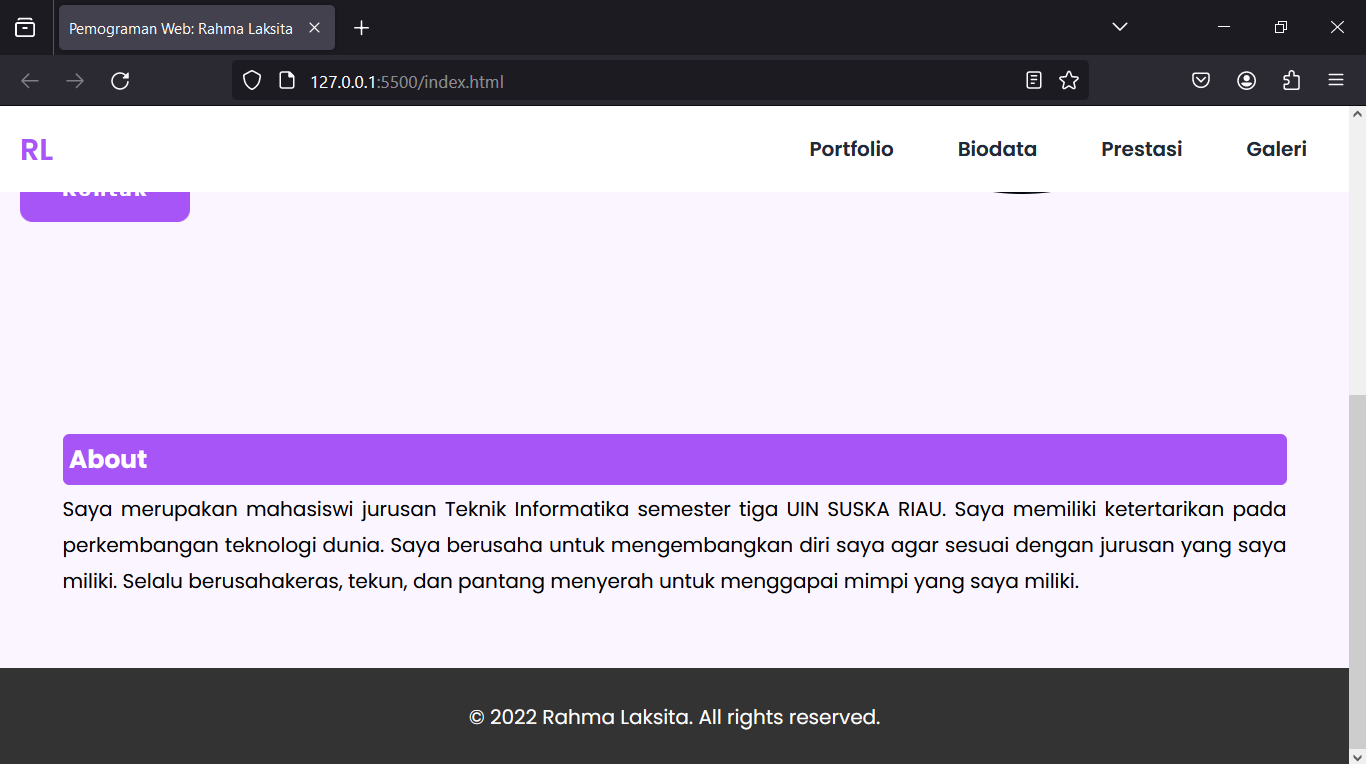 Pemograman Web: Rahma Laksita
127.0.0.1:5500/index.html
RL
Portfolio
Biodata
Prestasi
Galeri
Kontak
About
Saya merupakan mahasiswi jurusan Teknik Informatika semester tiga UIN SUSKA RIAU. Saya memiliki ketertarikan pada
perkembangan teknologi dunia. Saya berusaha untuk mengembangkan diri saya agar sesuai dengan jurusan yang saya
miliki. Selalu berusahakeras, tekun, dan pantang menyerah untuk menggapai mimpi yang saya miliki.
© 2022 Rahma Laksita. All rights reserved.